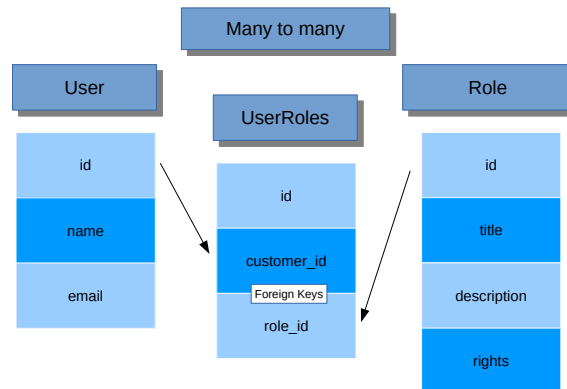 Many to many
User
id
name
email
UserRoles
id
customer_id
Foreign Keys
role_id
Role
id
title
description
rights